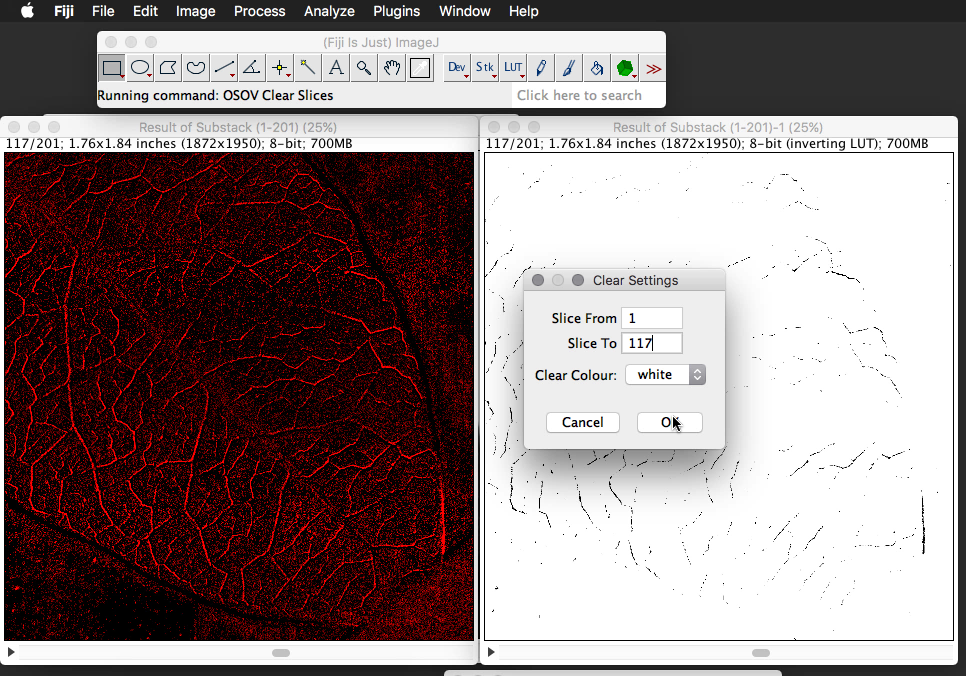 Fiji File Edit Image Process Analyze Plugins Window Help
(Fiji Is Just) ImageJ
Dev Stk LUT
Running command: OSOV Clear Slices
Click here to search
Result of Substack (1-201) (25%)
117/201; 1.76x1.84 inches (1872x1950); 8-bit; 700MB
Result of Substack (1-201)-1 (25%)
117/201; 1.76x1.84 inches (1872x1950); 8-bit (inverting LUT); 700MB
Clear Settings
Slice From 1
Slice To 117
Clear Colour: white
Cancel